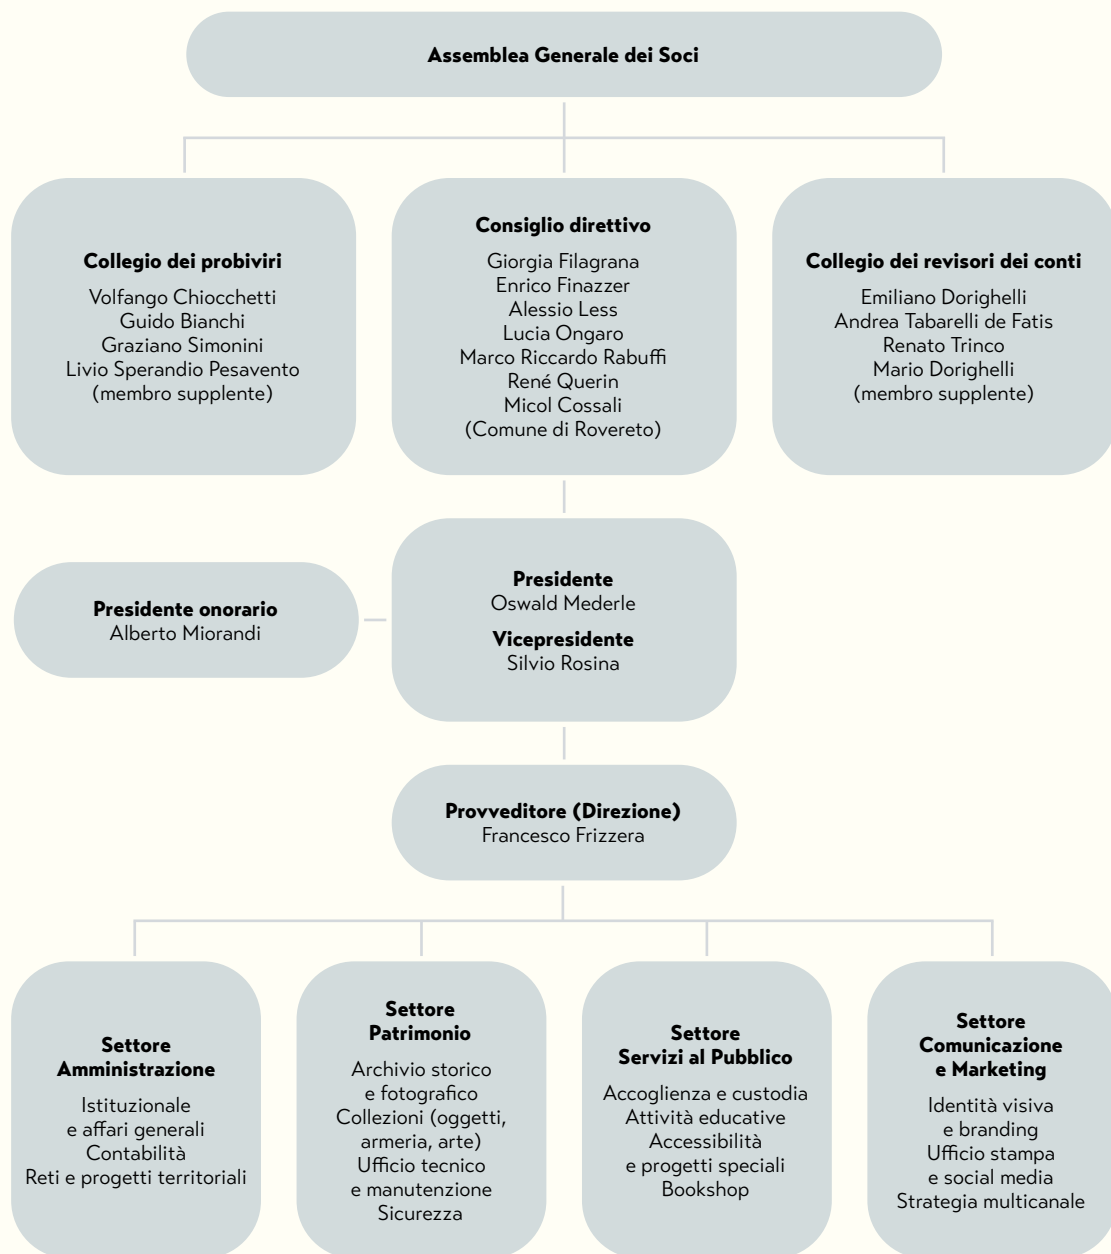 Assemblea Generale dei Soci
Collegio dei probiviri
Volfango Chiocchetti
Guido Bianchi
Graziano Simonini
Livio Sperandio Pesavento
(membro supplente)
Consiglio direttivo
Giorgia Filagrana
Enrico Finazzer
Alessio Less
Lucia Ongaro
Marco Riccardo Rabuffi
René Querin
Micol Cossali
(Comune di Rovereto)
Collegio dei revisori dei conti
Emiliano Dorighelli
Andrea Tabarelli de Fatis
Renato Trinco
Mario Dorighelli
(membro supplente)
Presidente onorario
Alberto Miorandi
Presidente
Oswald Mederle
Vicepresidente
Silvio Rosina
Provveditore (Direzione)
Francesco Frizzera
Settore
Amministrazione
Istituzionale
e affari generali
Contabilità
Reti e progetti territoriali
Settore
Patrimonio
Archivio storico
e fotografico
Collezioni (oggetti,
armeria, arte)
Ufficio tecnico
e manutenzione
Sicurezza
Settore
Servizi al Pubblico
Accoglienza e custodia
Attività educative
Accessibilità
e progetti speciali
Bookshop
Settore
Comunicazione
e Marketing
Identità visiva
e branding
Ufficio stampa
e social media
Strategia multicanale